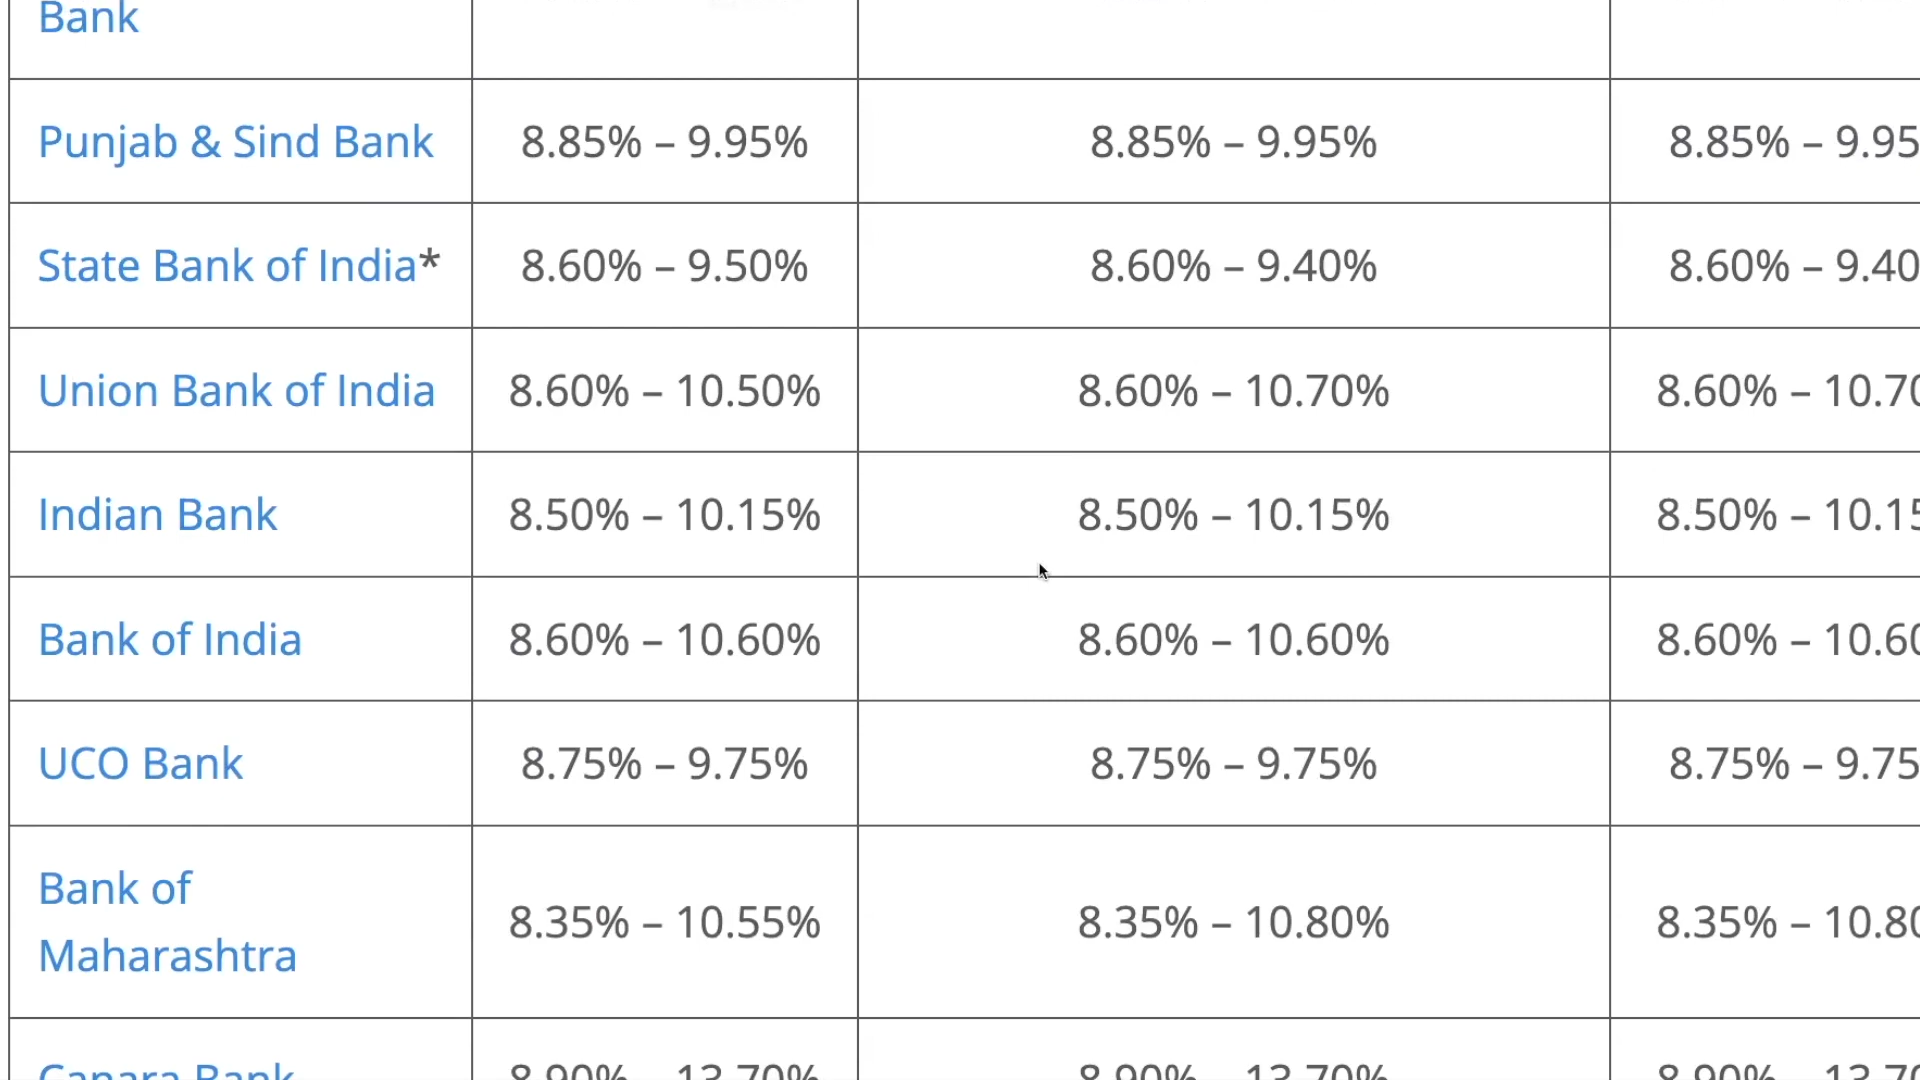 Bank
Punjab & Sind Bank 8.85% – 9.95% 8.85% – 9.95% 8.85% – 9.95
State Bank of India* 8.60% – 9.50% 8.60% – 9.40% 8.60% – 9.40
Union Bank of India 8.60% – 10.50% 8.60% – 10.70% 8.60% – 10.70
Indian Bank 8.50% – 10.15% 8.50% – 10.15% 8.50% – 10.15
Bank of India 8.60% – 10.60% 8.60% – 10.60% 8.60% – 10.60
UCO Bank 8.75% – 9.75% 8.75% – 9.75% 8.75% – 9.75
Bank of
Maharashtra 8.35% – 10.55% 8.35% – 10.80% 8.35% – 10.80
Canara Bank 8.90% – 13.70% 8.90% – 13.70% 8.90% – 13.70